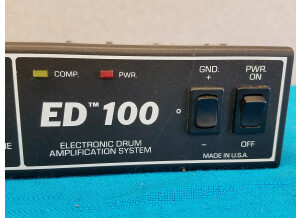 COMP. PWR.
GND. PWR.
+ ON
ED™ 100
ELECTRONIC DRUM
AMPLIFICATION SYSTEM
- OFF
MADE IN U.S.A.